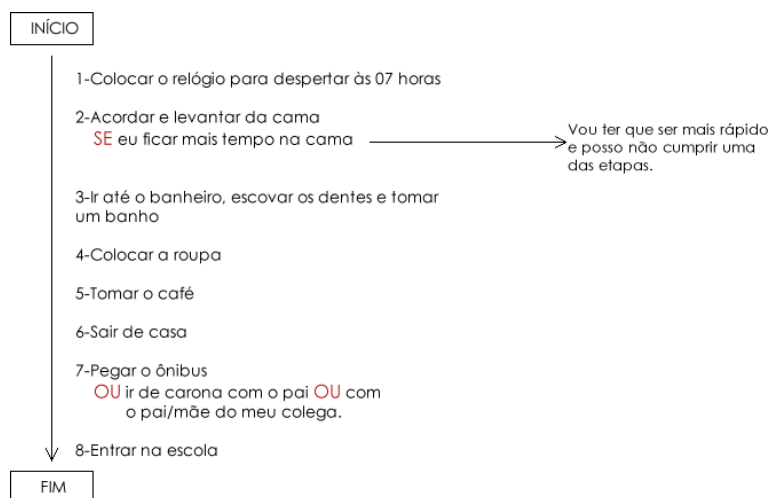 INÍCIO
1-Colocar o relógio para despertar às 07 horas
2-Acordar e levantar da cama
SE eu ficar mais tempo na cama
Vou ter que ser mais rápido
e posso não cumprir uma
das etapas.
3-Ir até o banheiro, escovar os dentes e tomar
um banho
4-Colocar a roupa
5-Tomar o café
6-Sair de casa
7-Pegar o ônibus
OU ir de carona com o pai OU com
o pai/mãe do meu colega.
8-Entrar na escola
FIM